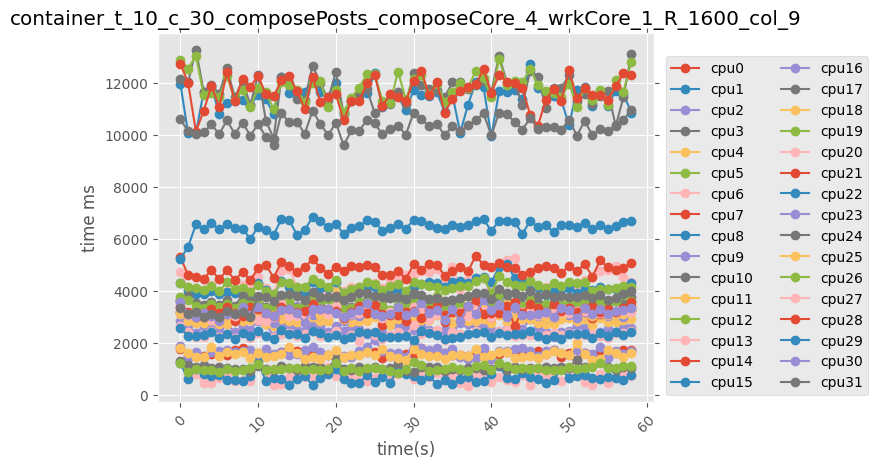 container_t_10_c_30_composePosts_composeCore_4_wrkCore_1_R_1600_col_9
12000
10000
8000
6000
4000
2000
0
time ms
0 10 20 30 40 50 60
time(s)
cpu0 cpu16
cpu1 cpu17
cpu2 cpu18
cpu3 cpu19
cpu4 cpu20
cpu5 cpu21
cpu6 cpu22
cpu7 cpu23
cpu8 cpu24
cpu9 cpu25
cpu10 cpu26
cpu11 cpu27
cpu12 cpu28
cpu13 cpu29
cpu14 cpu30
cpu15 cpu31